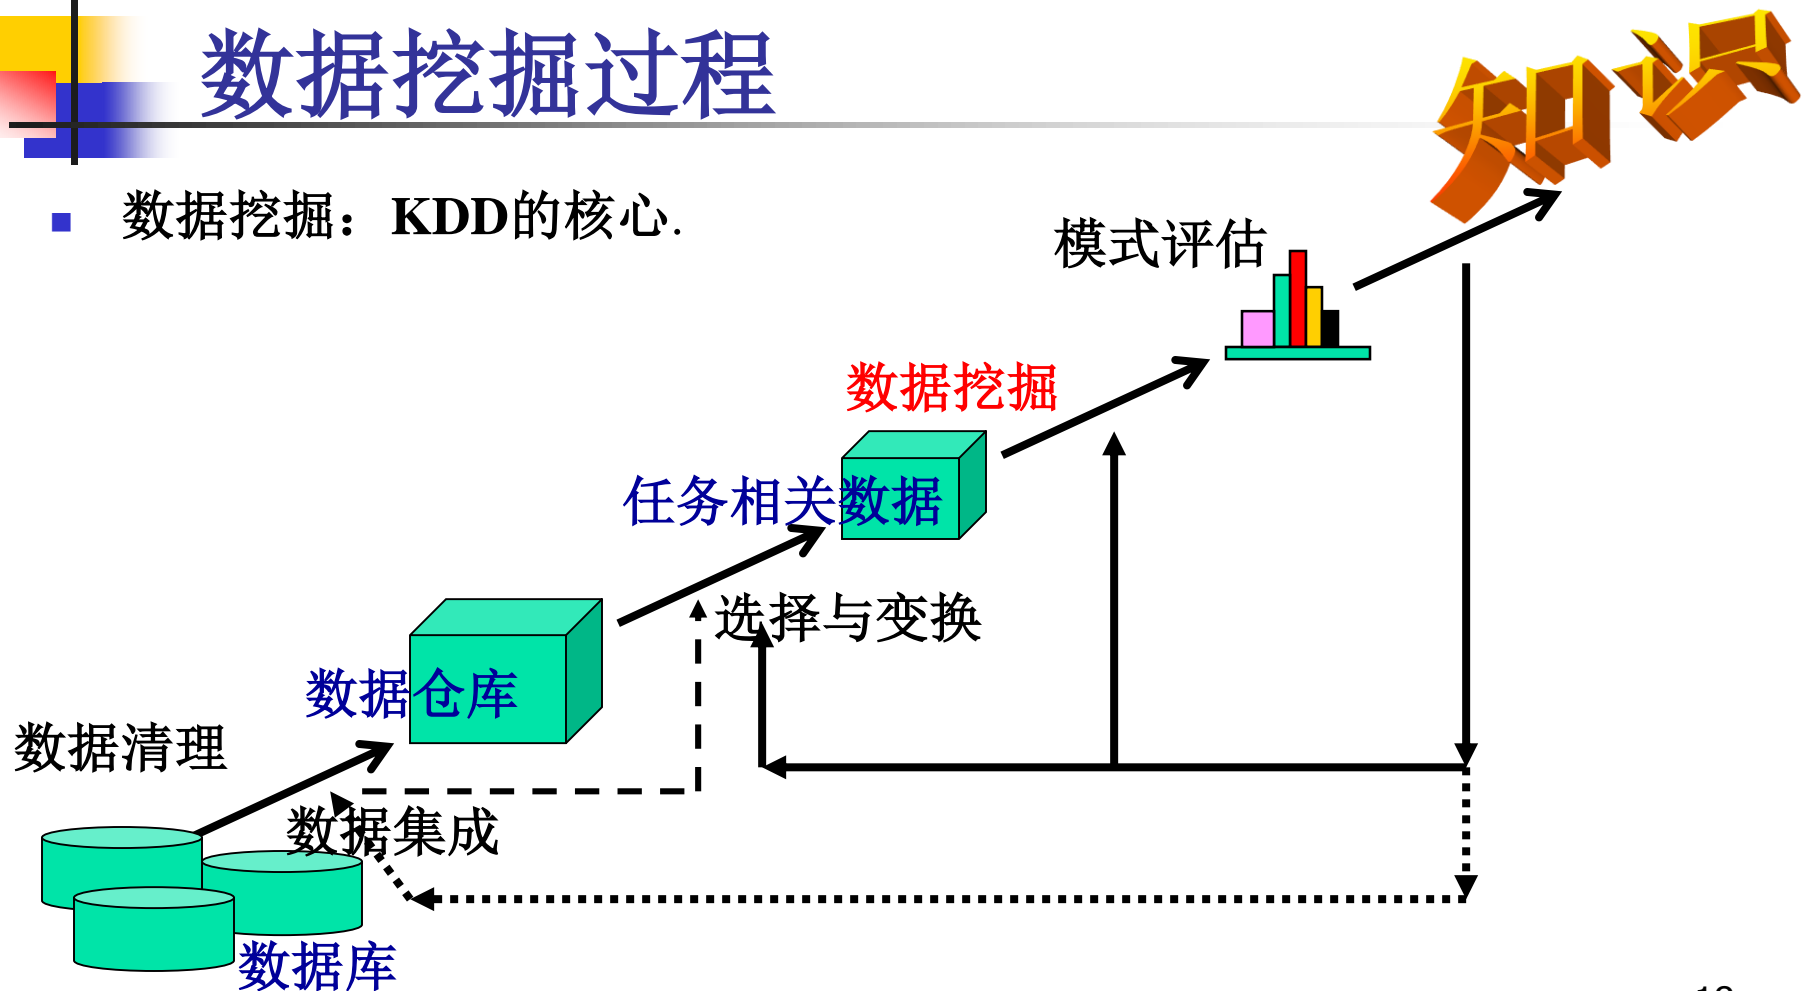 数据挖掘过程
知识
数据挖掘：KDD的核心.
模式评估
数据挖掘
任务相关数据
选择与变换
数据仓库
数据清理
数据集成
数据库